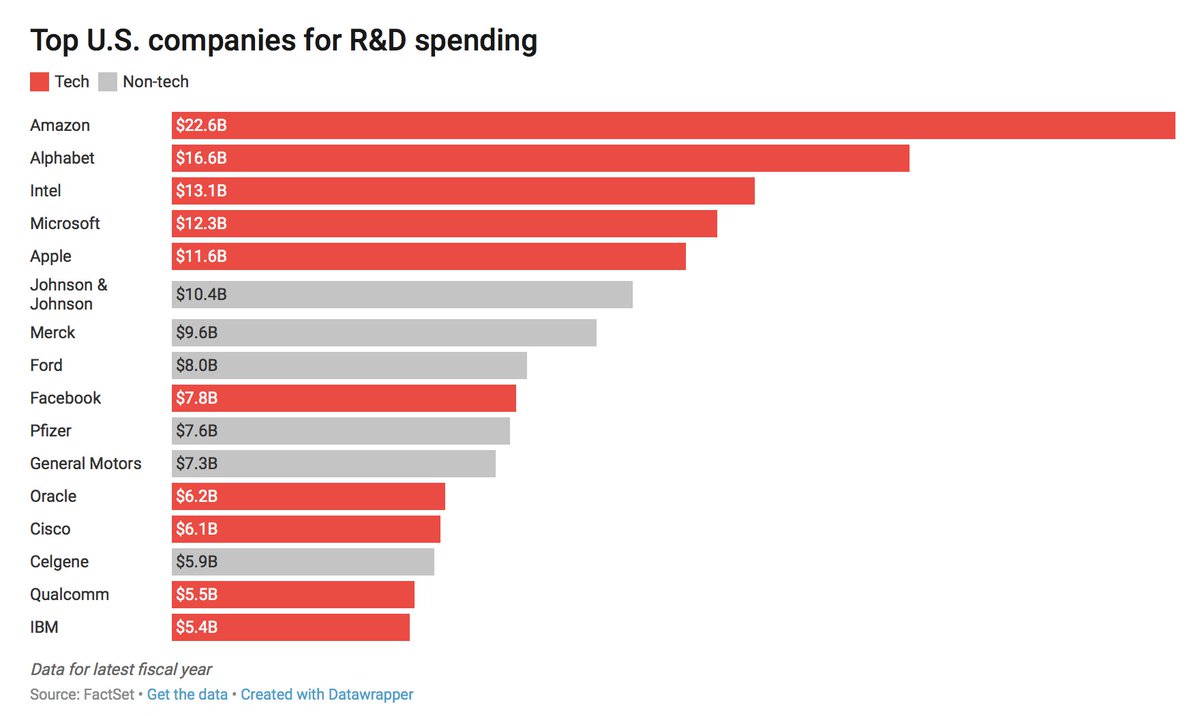 Top U.S. companies for R&D spending
Tech Non-tech
Amazon $22.6B
Alphabet $16.6B
Intel $13.1B
Microsoft $12.3B
Apple $11.6B
Johnson &
Johnson $10.4B
Merck $9.6B
Ford $8.0B
Facebook $7.8B
Pfizer $7.6B
General Motors $7.3B
Oracle $6.2B
Cisco $6.1B
Celgene $5.9B
Qualcomm $5.5B
IBM $5.4B
Data for latest fiscal year
Source: FactSet • Get the data • Created with Datawrapper